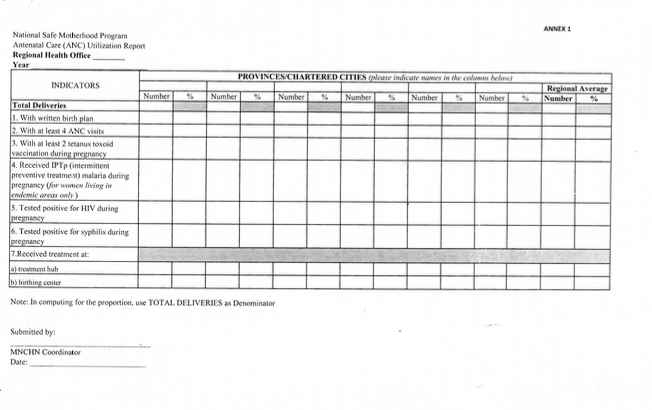 ANNEX 1
National Safe Motherhood Program
Antenatal Care (ANC) Utilization Report
Regional Health Office ________
Year ________
PROVINCES/CHARTERED CITIES (please indicate names in the columns below)
INDICATORS
Regional Average
Number % Number % Number % Number % Number % Number % Number %
Total Deliveries
1. With written birth plan
2. With at least 4 ANC visits
3. With at least 2 tetanus toxoid
vaccination during pregnancy
4. Received IPTp (intermittent
preventive treatment) malaria during
pregnancy (for women living in
endemic areas only)
5. Tested positive for HIV during
pregnancy
6. Tested positive for syphilis during
pregnancy
7.Received treatment at:
a) treatment hub
b) birthing center
Note: In computing for the proportion, use TOTAL DELIVERIES as Denominator
Submitted by:
MNCHN Coordinator
Date: ________